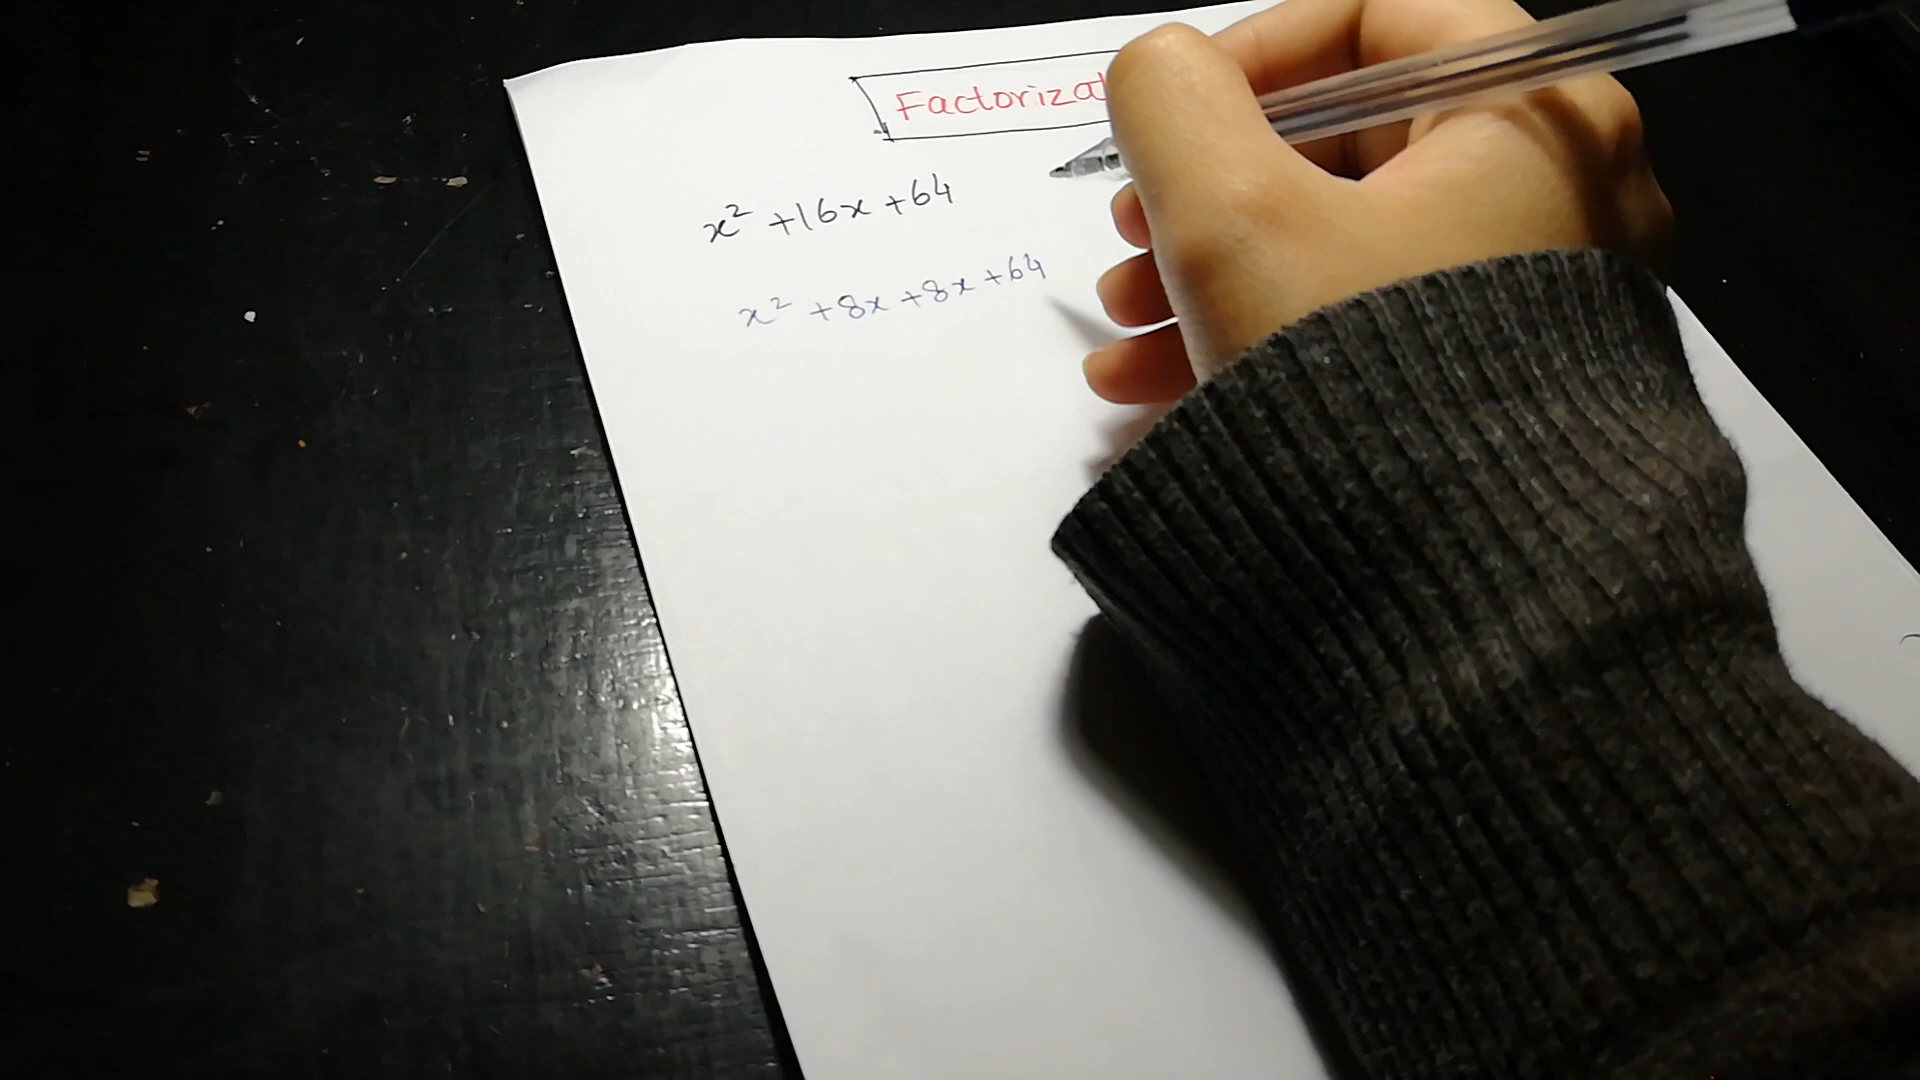 Factorizat
x² +16x +64
x² +8x +8x +64